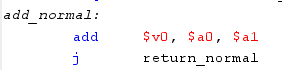 add_normal:
add $v0, $a0, $a1
j return_normal